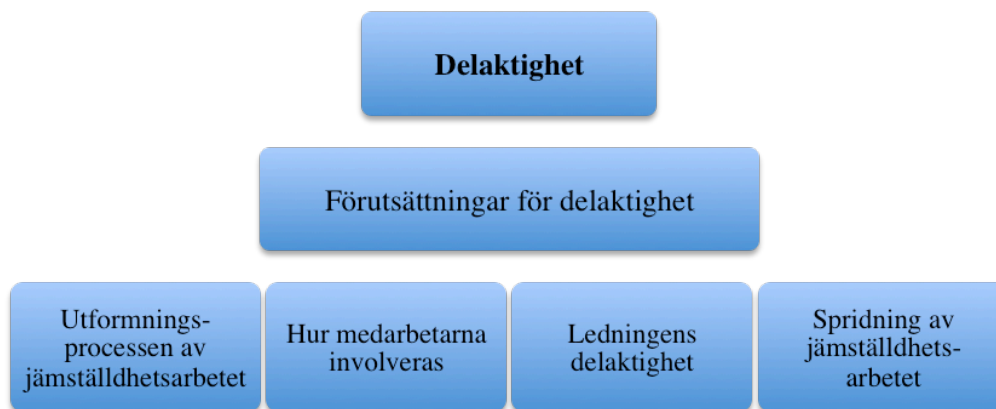 Delaktighet
Förutsättningar för delaktighet
Utformnings-
processen av
jämställdhetsarbetet
Hur medarbetarna
involveras
Ledningens
delaktighet
Spridning av
jämställdhets-
arbetet